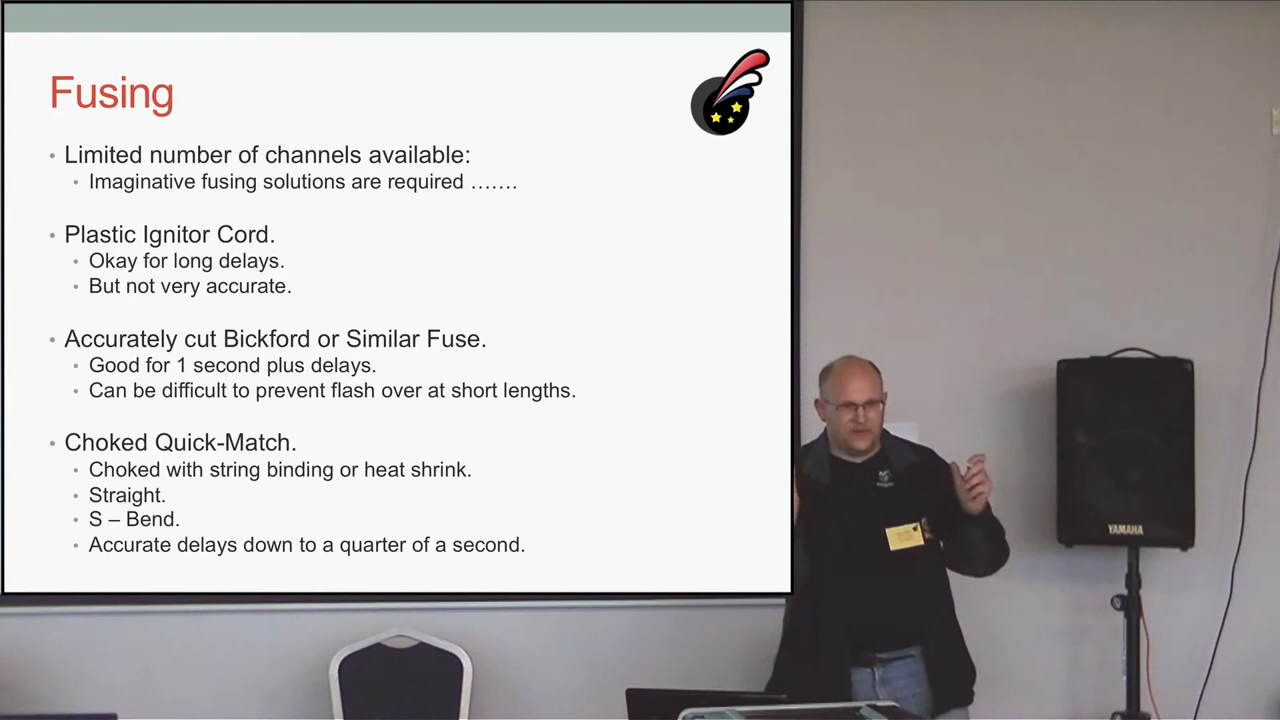 Fusing
• Limited number of channels available:
• Imaginative fusing solutions are required …….
• Plastic Ignitor Cord.
• Okay for long delays.
• But not very accurate.
• Accurately cut Bickford or Similar Fuse.
• Good for 1 second plus delays.
• Can be difficult to prevent flash over at short lengths.
• Choked Quick-Match.
• Choked with string binding or heat shrink.
• Straight.
• S – Bend.
• Accurate delays down to a quarter of a second.
YAMAHA